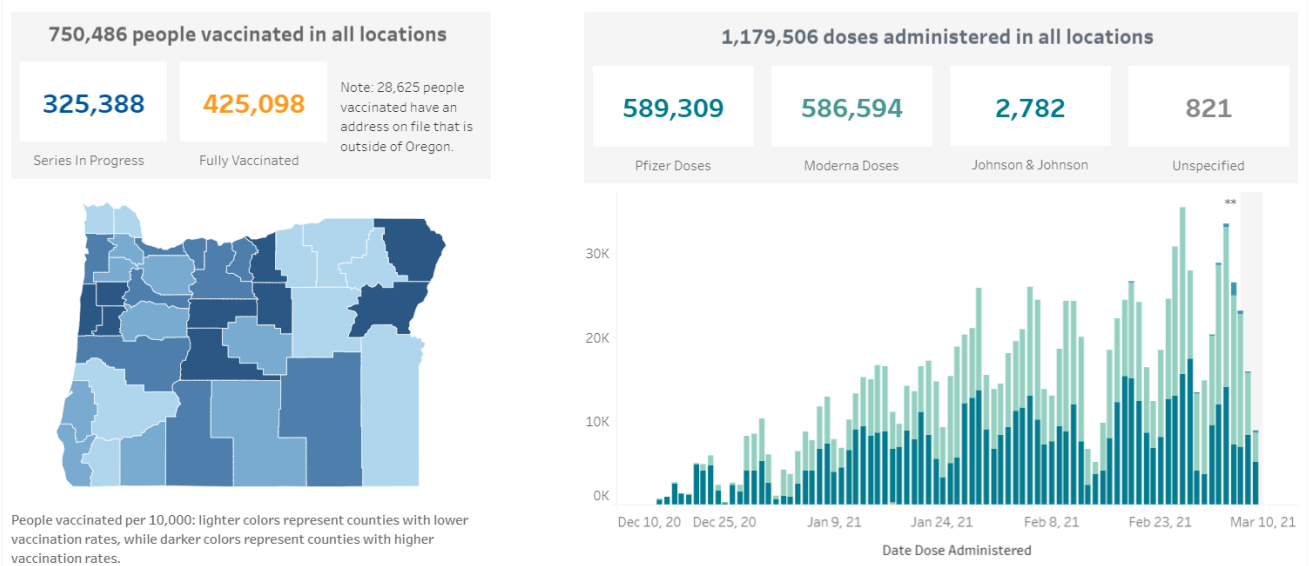 750,486 people vaccinated in all locations
325,388
Series In Progress
425,098
Fully Vaccinated
Note: 28,625 people
vaccinated have an
address on file that is
outside of Oregon.
People vaccinated per 10,000: lighter colors represent counties with lower
vaccination rates, while darker colors represent counties with higher
vaccination rates.
1,179,506 doses administered in all locations
589,309
Pfizer Doses
586,594
Moderna Doses
2,782
Johnson & Johnson
821
Unspecified
**
30K
20K
10K
0K
Dec 10, 20 Dec 25, 20 Jan 9, 21 Jan 24, 21 Feb 8, 21 Feb 23, 21 Mar 10, 21
Date Dose Administered